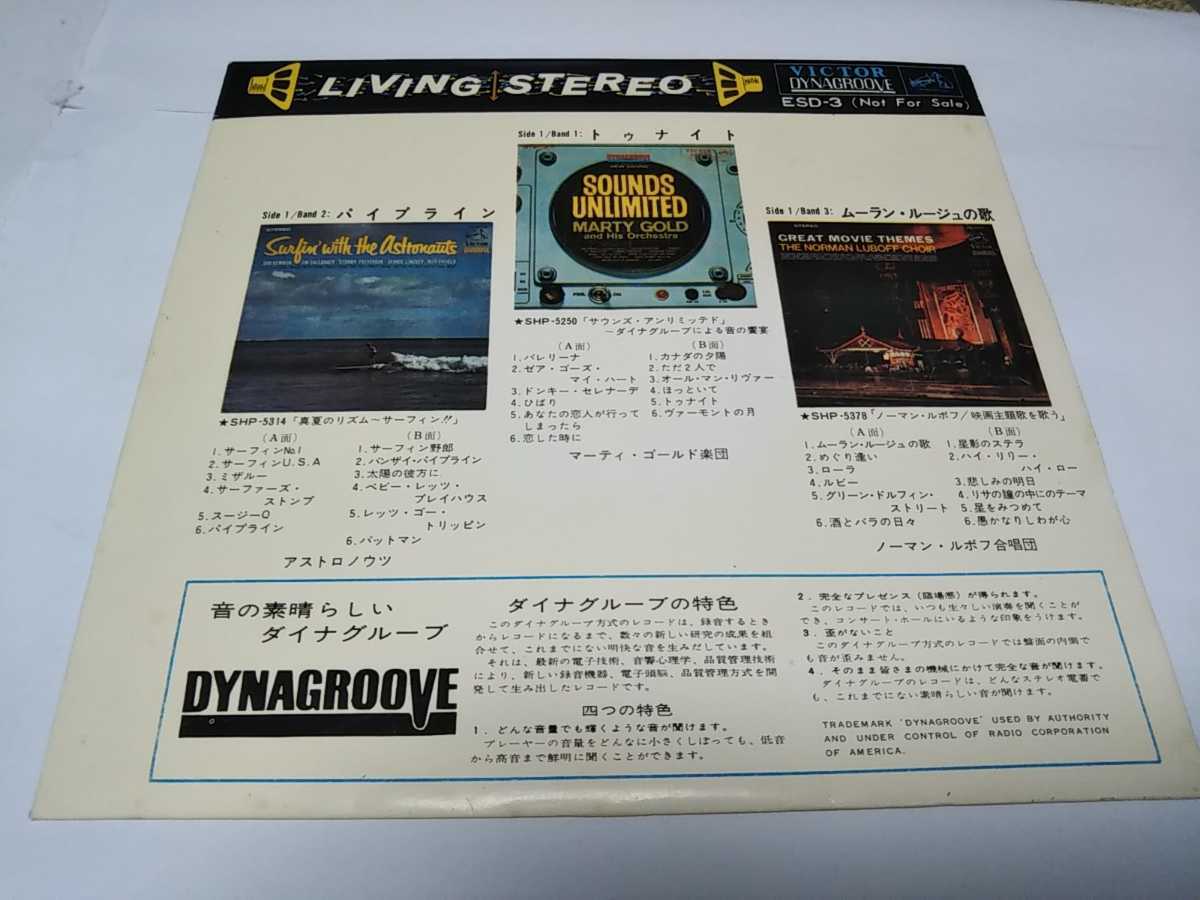 LIVING STEREO
VICTOR
DYNAGROOVE
ESD-3 (Not For Sale)
Side 1/Band 1: トゥナイト
DYNAGROOVE
SOUNDS
UNLIMITED
MARTY GOLD
and His Orchestra
★SHP-5250「サウンズ・アンリミッテド」
〜ダイナグルーブによる音の饗宴
(A面)
1.バレリーナ
2.ゼア・ゴーズ・
マイ・ハート
3.ドンキー・セレナーデ
4.ひばり
5.あなたの恋人が行って
しまったら
6.恋した時に
(B面)
1.カナダの夕陽
2.ただ2人で
3.オール・マン・リヴァー
4.ほっといて
5.トゥナイト
6.ヴァーモントの月
マーティ・ゴールド楽団
Side 1/Band 2: パイプライン
STEREO
VICTOR
Surfin' with the Astronauts
★SHP-5314「真夏のリズム〜サーフィン!!」
(A面)
1.サーフィンNo.1
2.サーフィンU.S.A
3.ミザルー
4.サーファーズ・
ストンプ
5.スージーQ
6.パイプライン
(B面)
1.サーフィン野郎
2.バンザイ・パイプライン
3.太陽の彼方に
4.ベビー・レッツ・
プレイハウス
5.レッツ・ゴー・
トリッピン
6.バットマン
アストロノウツ
Side 1/Band 3: ムーラン・ルージュの歌
STEREO
GREAT MOVIE THEMES
THE NORMAN LUBOFF CHOIR
★SHP-5378「ノーマン・ルボフ/映画主題歌を歌う」
(A面)
1.ムーラン・ルージュの歌
2.めぐり逢い
3.ローラ
4.ルビー
5.グリーン・ドルフィン・
ストリート
6.酒とバラの日々
(B面)
1.星影のステラ
2.ハイ・リリー・
ハイ・ロー
3.悲しみの明日
4.リサの瞳の中にのテーマ
5.星をみつめて
6.愚かなりしわが心
ノーマン・ルボフ合唱団
音の素晴らしい
ダイナグルーブ
DYNAGROOVE
ダイナグルーブの特色
このダイナグルーブ方式のレコードは、録音するとき
からレコードになるまで、数々の新しい研究の成果を組
合せて、これまでにない明快な音を生みだしています。
それは、最新の電子技術、音響心理学、品質管理技術
により、新しい録音機器、電子頭脳、品質管理方式を開
発して生み出したレコードです。
四つの特色
1.どんな音量でも輝くような音が聞けます。
プレーヤーの音量をどんなに小さくしぼっても、低音
から高音まで鮮明に聞くことができます。
2.完全なプレゼンス(臨場感)が得られます。
このレコードでは、いつも生々しい演奏を聞くことが
でき、コンサート・ホールにいるような印象をうけます。
3.歪がないこと
このダイナグルーブ方式のレコードでは盤面の内側で
も音が歪みません。
4.そのまま皆さまの機械にかけて完全な音が聞けます。
ダイナグルーブのレコードは、どんなステレオ電蓄で
も、これまでにない素晴らしい音が聞けます。
TRADEMARK 'DYNAGROOVE' USED BY AUTHORITY
AND UNDER CONTROL OF RADIO CORPORATION
OF AMERICA.